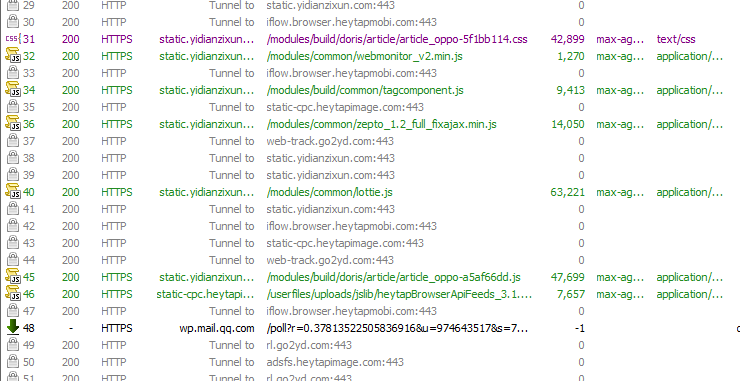 29 200 HTTP Tunnel to static.yidianzixun.com:443 0
30 200 HTTP Tunnel to iflow.browser.heytapmobi.com:443 0
31 200 HTTPS static.yidianzixun... /modules/build/doris/article/article_oppo-5f1bb114.css 42,899 max-ag... text/css
32 200 HTTPS static.yidianzixun... /modules/common/webmonitor_v2.min.js 1,270 max-ag... application/...
33 200 HTTP Tunnel to iflow.browser.heytapmobi.com:443 0
34 200 HTTPS static.yidianzixun... /modules/build/common/tagcomponent.js 9,413 max-ag... application/...
35 200 HTTP Tunnel to static-cpc.heytapimage.com:443 0
36 200 HTTPS static.yidianzixun... /modules/common/zepto_1.2_full_fixajax.min.js 14,050 max-ag... application/...
37 200 HTTP Tunnel to web-track.go2yd.com:443 0
38 200 HTTP Tunnel to static.yidianzixun.com:443 0
39 200 HTTP Tunnel to static.yidianzixun.com:443 0
40 200 HTTPS static.yidianzixun... /modules/common/lottie.js 63,221 max-ag... application/...
41 200 HTTP Tunnel to static.yidianzixun.com:443 0
42 200 HTTP Tunnel to iflow.browser.heytapmobi.com:443 0
43 200 HTTP Tunnel to static-cpc.heytapimage.com:443 0
44 200 HTTP Tunnel to web-track.go2yd.com:443 0
45 200 HTTPS static.yidianzixun... /modules/build/doris/article/article_oppo-a5af66dd.js 47,699 max-ag... application/...
46 200 HTTPS static-cpc.heytapi... /userfiles/uploads/jslib/heytapBrowserApiFeeds_3.1.... 7,657 max-ag... application/...
47 200 HTTP Tunnel to iflow.browser.heytapmobi.com:443 0
48 - HTTPS wp.mail.qq.com /poll?r=0.37813522505836916&u=974643517&s=7... -1
49 200 HTTP Tunnel to rl.go2yd.com:443 0
50 200 HTTP Tunnel to adsfs.heytapimage.com:443 0
51 200 HTTP Tunnel to rl.go2yd.com:443 0